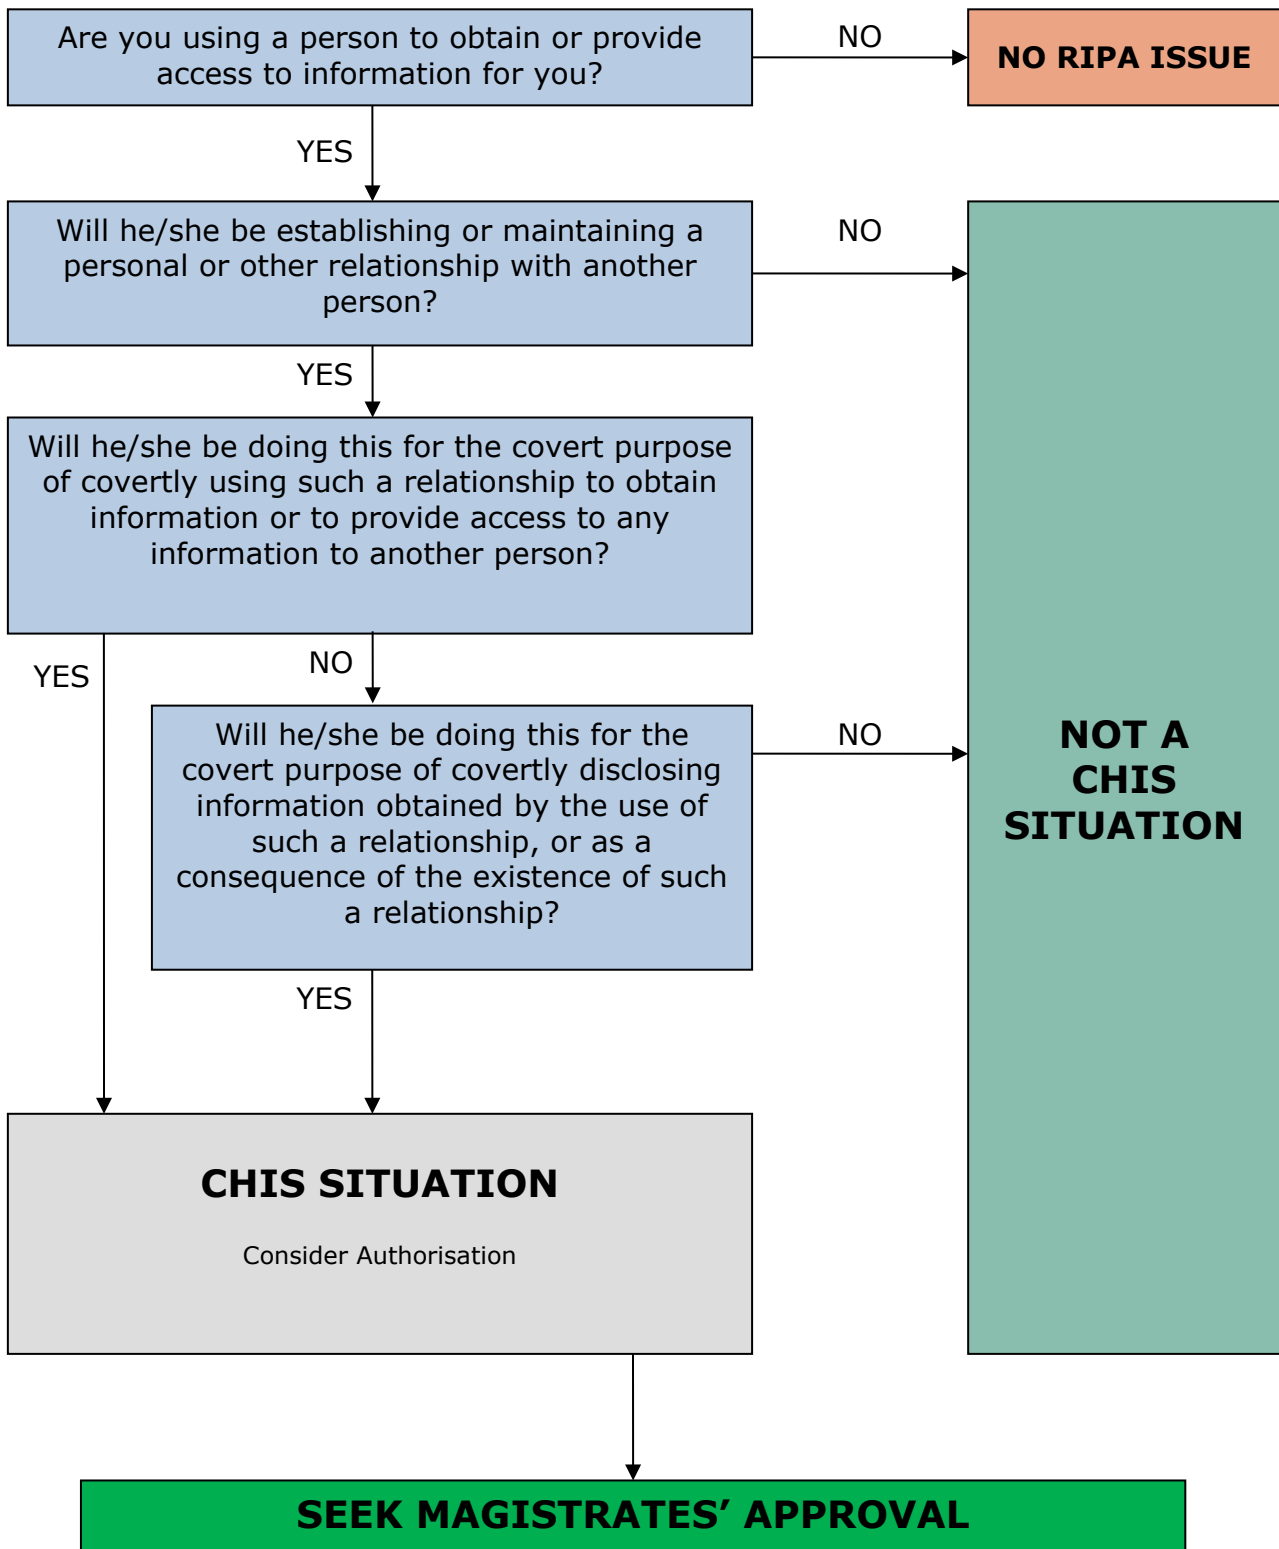 Are you using a person to obtain or provide
access to information for you?
NO
NO RIPA ISSUE
YES
Will he/she be establishing or maintaining a
personal or other relationship with another
person?
NO
YES
Will he/she be doing this for the covert purpose
of covertly using such a relationship to obtain
information or to provide access to any
information to another person?
YES
NO
Will he/she be doing this for the
covert purpose of covertly disclosing
information obtained by the use of
such a relationship, or as a
consequence of the existence of such
a relationship?
NO
NOT A
CHIS
SITUATION
YES
CHIS SITUATION
Consider Authorisation
SEEK MAGISTRATES’ APPROVAL